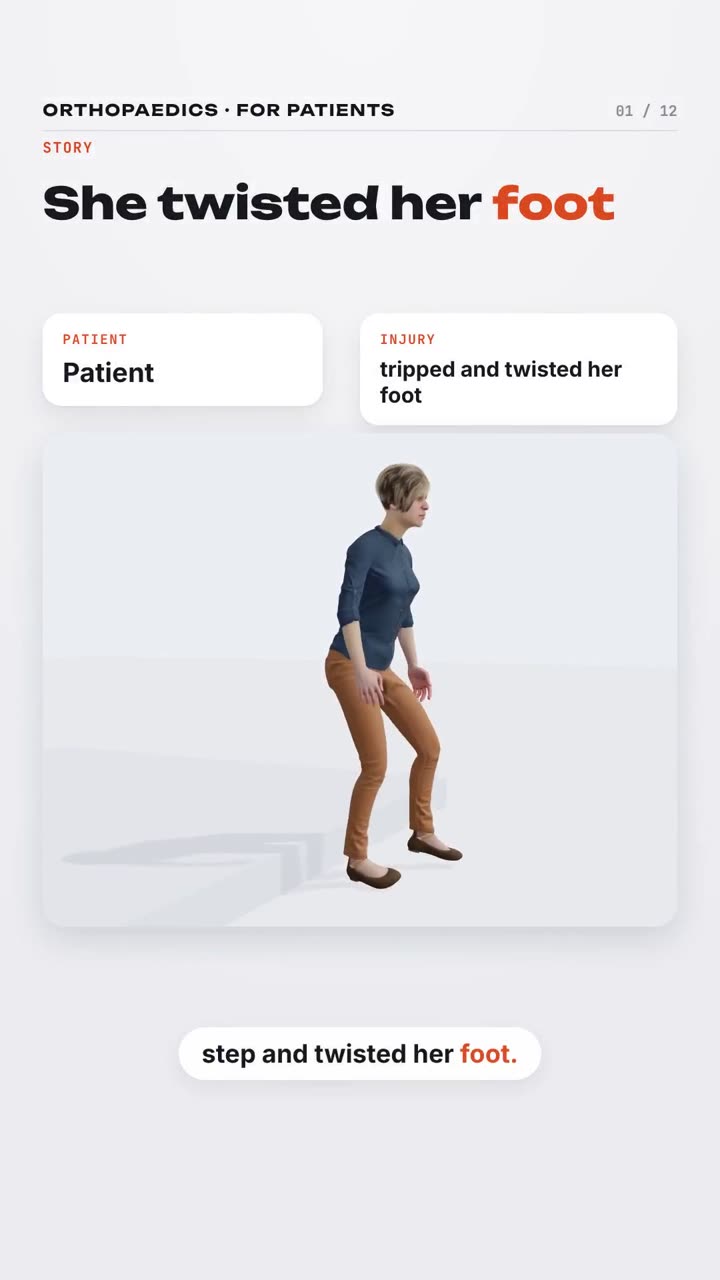 ORTHOPAEDICS · FOR PATIENTS
01 / 12
STORY
She twisted her foot
PATIENT
Patient
INJURY
tripped and twisted her
foot
step and twisted her foot.